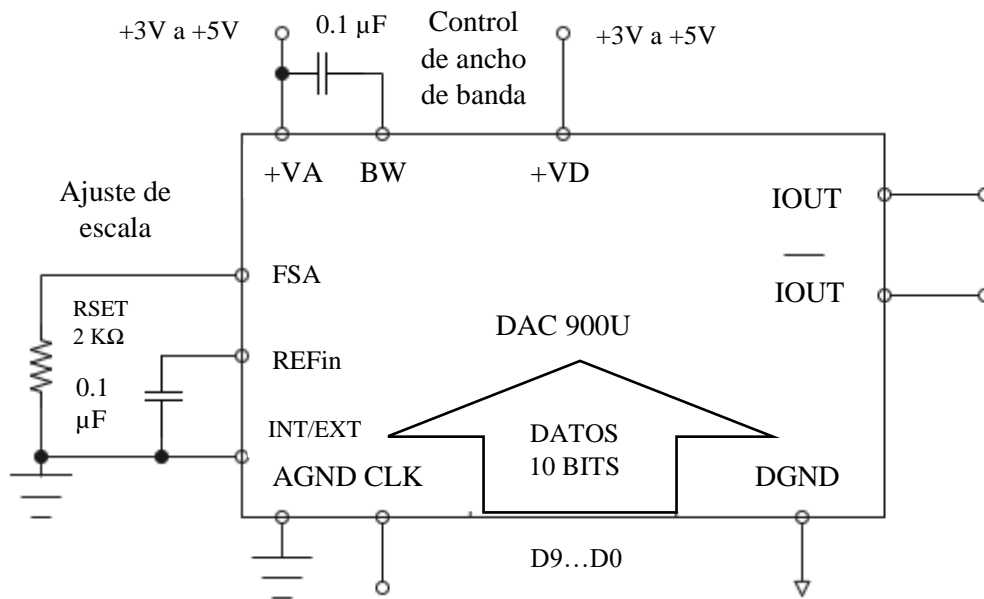 +3V a +5V
0.1 µF
Control
de ancho
de banda
+3V a +5V
+VA
BW
+VD
IOUT
Ajuste de
escala
FSA
IOUT
RSET
2 KΩ
DAC 900U
REFin
0.1
µF
INT/EXT
DATOS
10 BITS
AGND
CLK
DGND
D9…D0